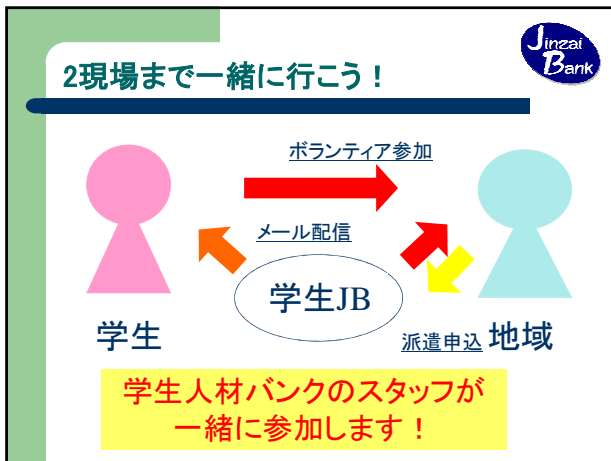 Jinzai
Bank
2現場まで一緒に行こう！
ボランティア参加
メール配信
学生JB
学生
派遣申込 地域
学生人材バンクのスタッフが
一緒に参加します！